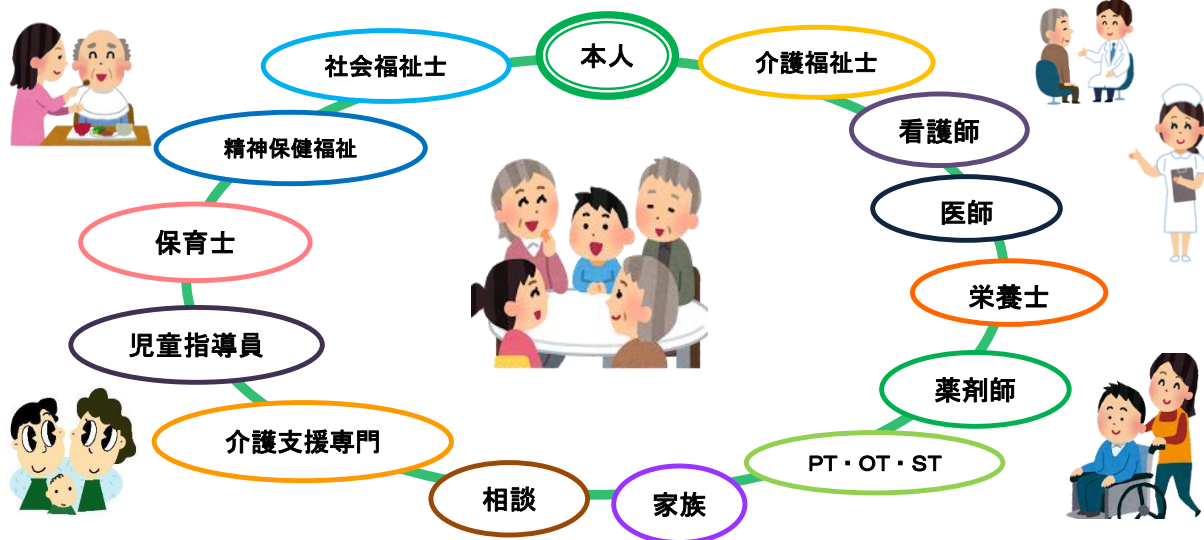 本人
介護福祉士
看護師
医師
栄養士
薬剤師
PT・OT・ST
家族
相談
介護支援専門
児童指導員
保育士
精神保健福祉
社会福祉士